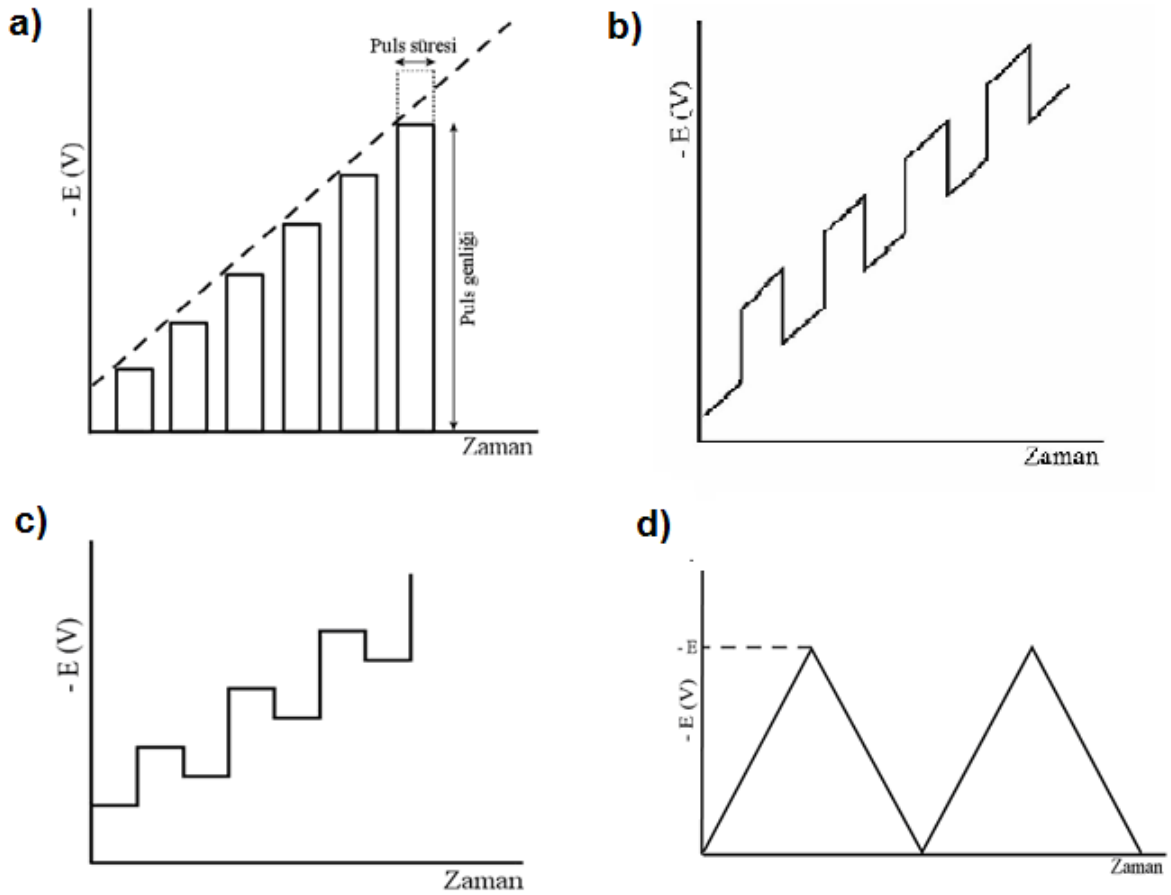 a)
Puls süresi
- E (V)
Puls genliği
Zaman
b)
- E (V)
Zaman
c)
- E (V)
Zaman
d)
- E
- E (V)
Zaman